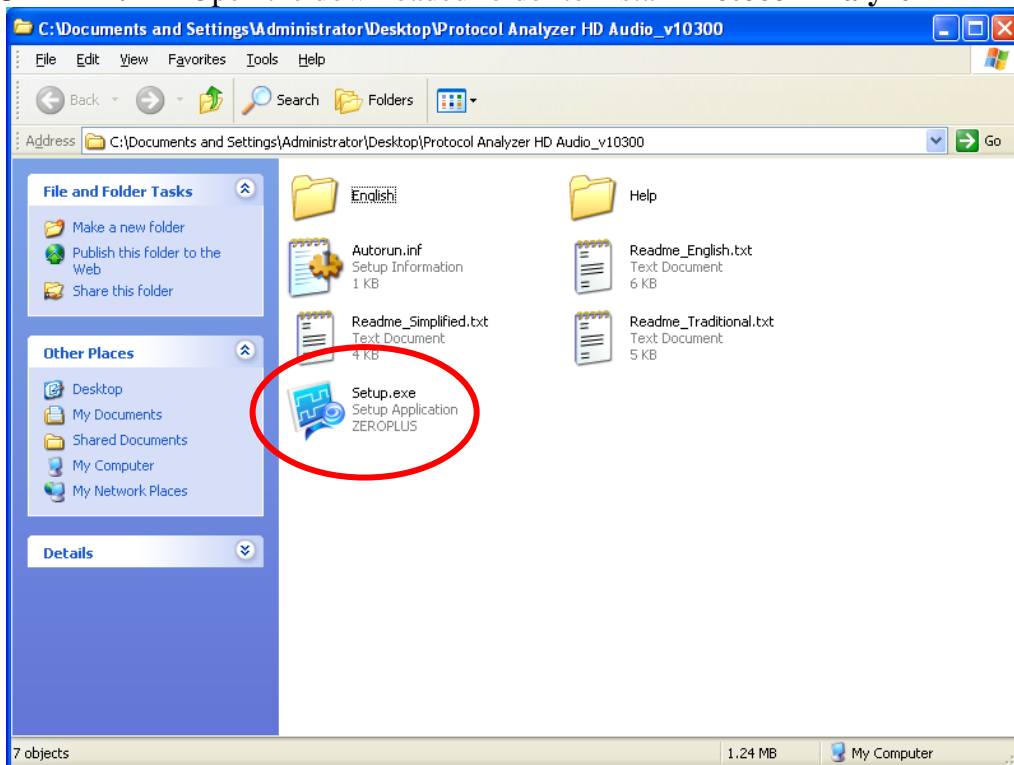 C:\Documents and Settings\Administrator\Desktop\Protocol Analyzer HD Audio_v10300
File Edit View Favorites Tools Help
Back Search Folders
Address C:\Documents and Settings\Administrator\Desktop\Protocol Analyzer HD Audio_v10300 Go
File and Folder Tasks
Make a new folder
Publish this folder to the
Web
Share this folder
Other Places
Desktop
My Documents
Shared Documents
My Computer
My Network Places
Details
English
Help
Autorun.inf
Setup Information
1 KB
Readme_English.txt
Text Document
6 KB
Readme_Simplified.txt
Text Document
4 KB
Readme_Traditional.txt
Text Document
5 KB
Setup.exe
Setup Application
ZEROPLUS
7 objects 1.24 MB My Computer